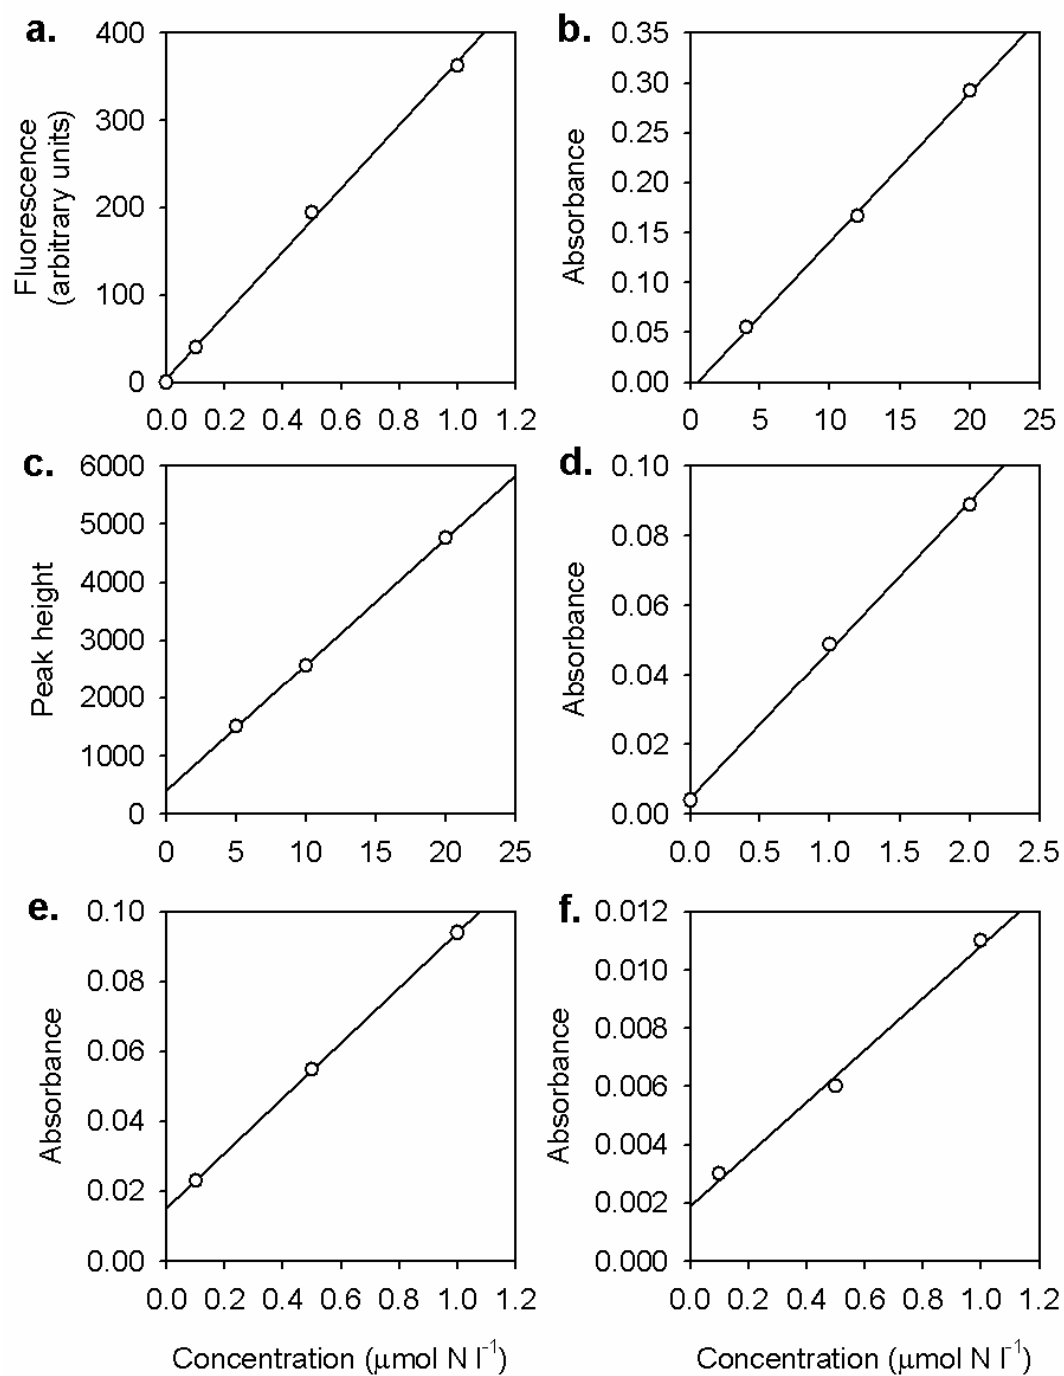 a.
400
300
200
100
0
Fluorescence
(arbitrary units)
0.0 0.2 0.4 0.6 0.8 1.0 1.2
b.
0.35
0.30
0.25
0.20
0.15
0.10
0.05
0.00
Absorbance
0 5 10 15 20 25
c.
6000
5000
4000
3000
2000
1000
0
Peak height
0 5 10 15 20 25
d.
0.10
0.08
0.06
0.04
0.02
0.00
Absorbance
0.0 0.5 1.0 1.5 2.0 2.5
e.
0.10
0.08
0.06
0.04
0.02
0.00
Absorbance
0.0 0.2 0.4 0.6 0.8 1.0 1.2
Concentration (μmol N l⁻¹)
f.
0.012
0.010
0.008
0.006
0.004
0.002
0.000
Absorbance
0.0 0.2 0.4 0.6 0.8 1.0 1.2
Concentration (μmol N l⁻¹)